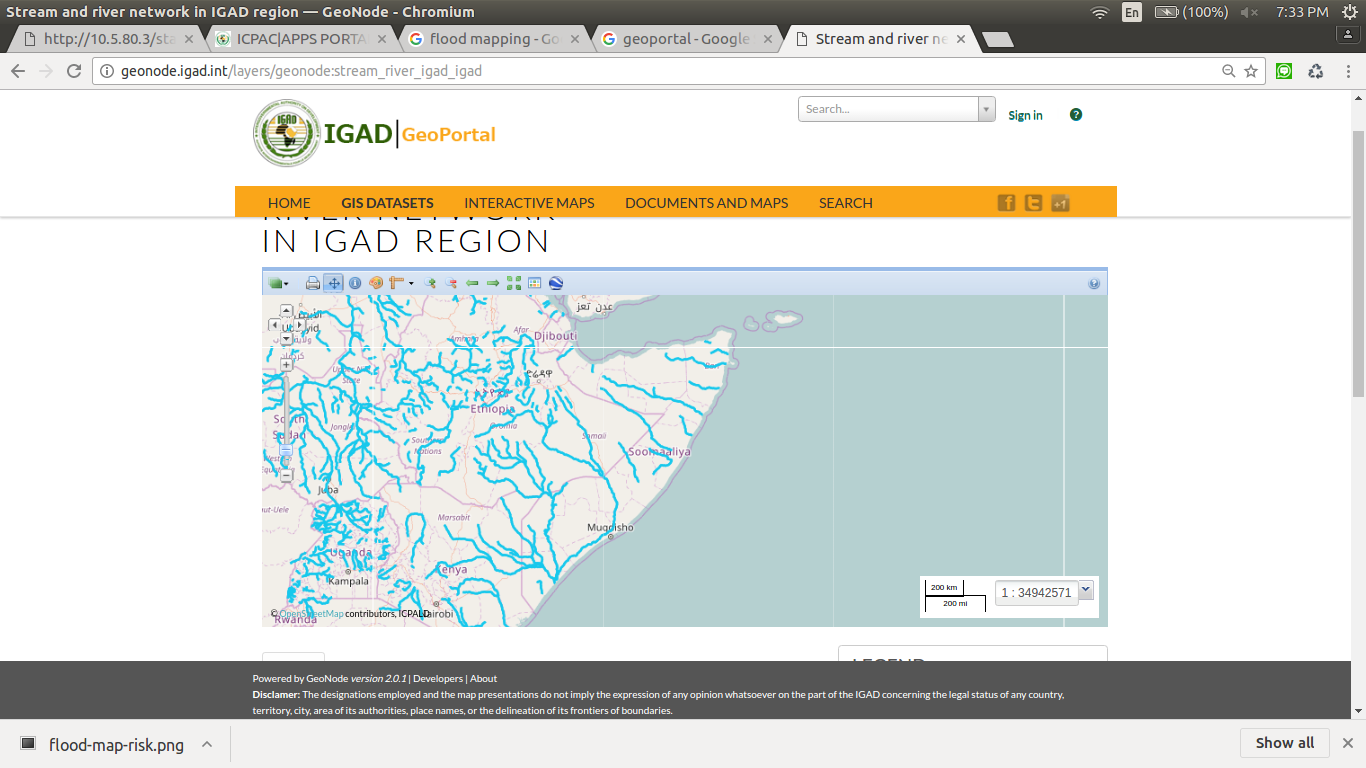 Stream and river network in IGAD region — GeoNode - Chromium
En
(100%)
7:33 PM
http://10.5.80.3/sta
ICPAC|APPS PORTA
flood mapping - Go
geoportal - Google
Stream and river ne
geonode.igad.int/layers/geonode:stream_river_igad_igad
IGAD
IGAD|GeoPortal
Search...
Sign in
?
HOME
GIS DATASETS
INTERACTIVE MAPS
DOCUMENTS AND MAPS
SEARCH
f
t
+1
RIVER NETWORK
IN IGAD REGION
عدن
تعز
Djibouti
Afar
Amhara
Bari
ድሬዳዋ
Ethiopia
Oromia
Jonglei
Somali
Southern
Nations
South
Sudan
Soomaaliya
Juba
Marsabit
Muqdisho
Uganda
Kampala
Kenya
Nairobi
Rwanda
© OpenStreetMap contributors, ICPALD
200 km
200 mi
1 : 34942571
LEGEND
Powered by GeoNode version 2.0.1 | Developers | About
Disclamer: The designations employed and the map presentations do not imply the expression of any opinion whatsoever on the part of the IGAD concerning the legal status of any country,
territory, city, area of its authorities, place names, or the delineation of its frontiers of boundaries.
flood-map-risk.png
Show all